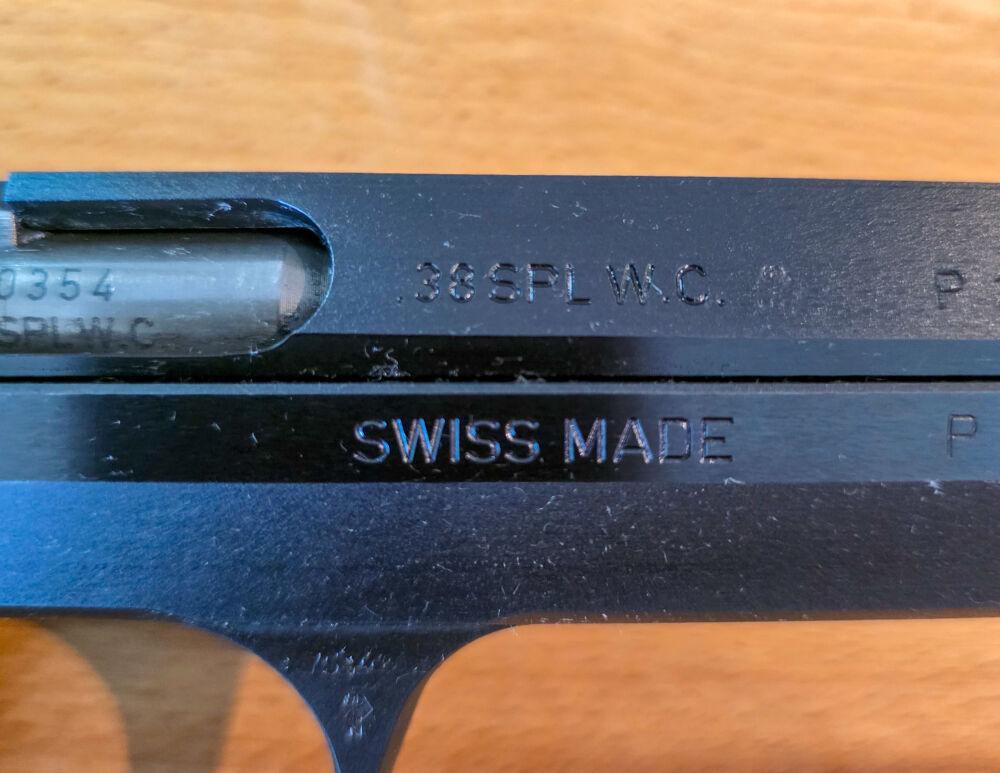 .38 SPL W.C. P
0354
SPL W.C
SWISS MADE P